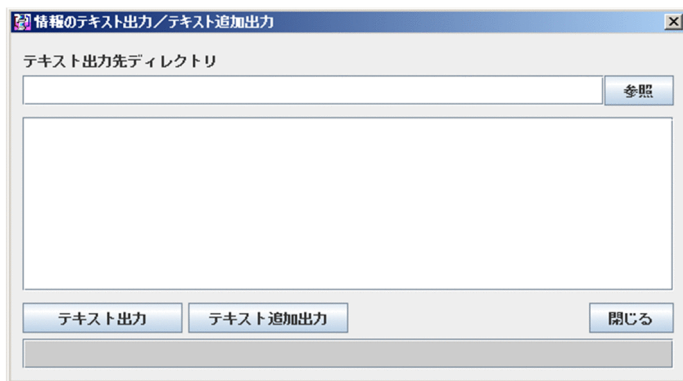 情報のテキスト出力／テキスト追加出力
テキスト出力先ディレクトリ
参照
テキスト出力 テキスト追加出力 閉じる